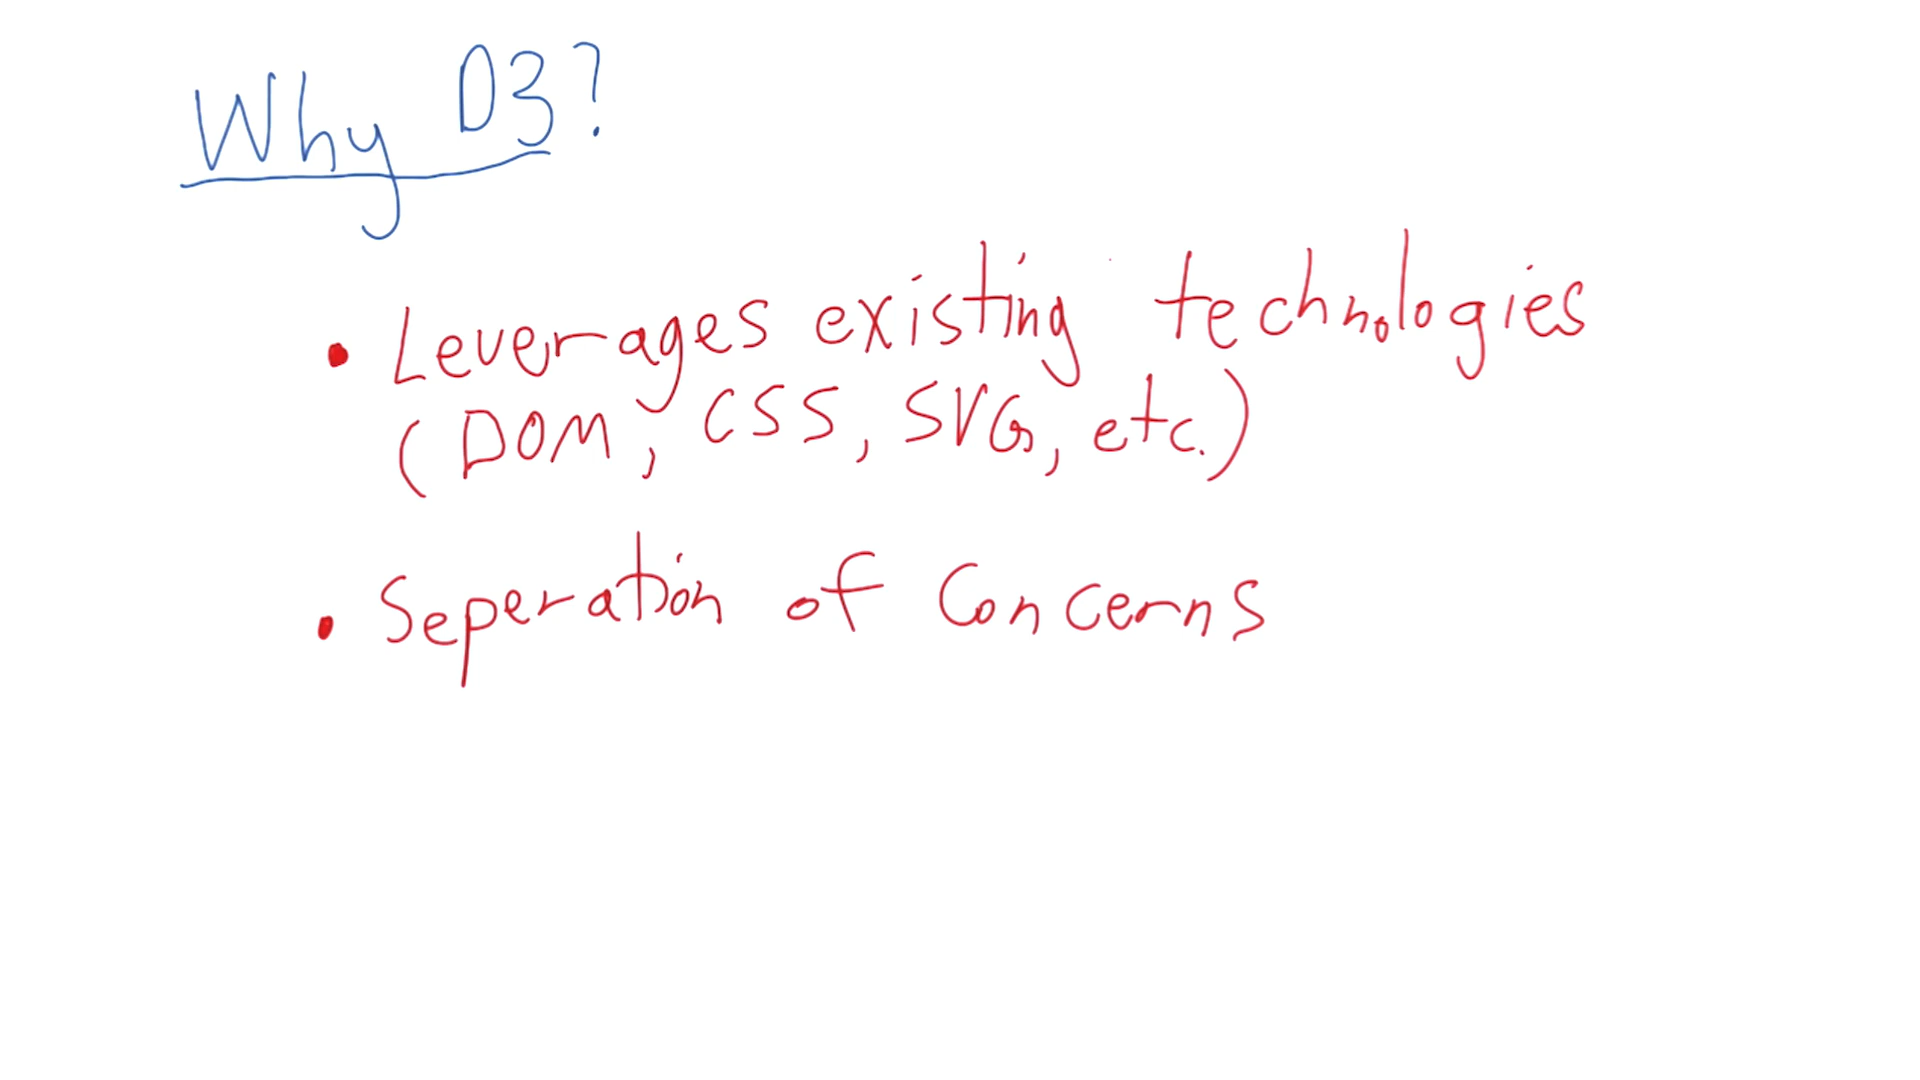 Why D3?
• Leverages existing technologies
(DOM, CSS, SVG, etc.)
• Seperation of Concerns